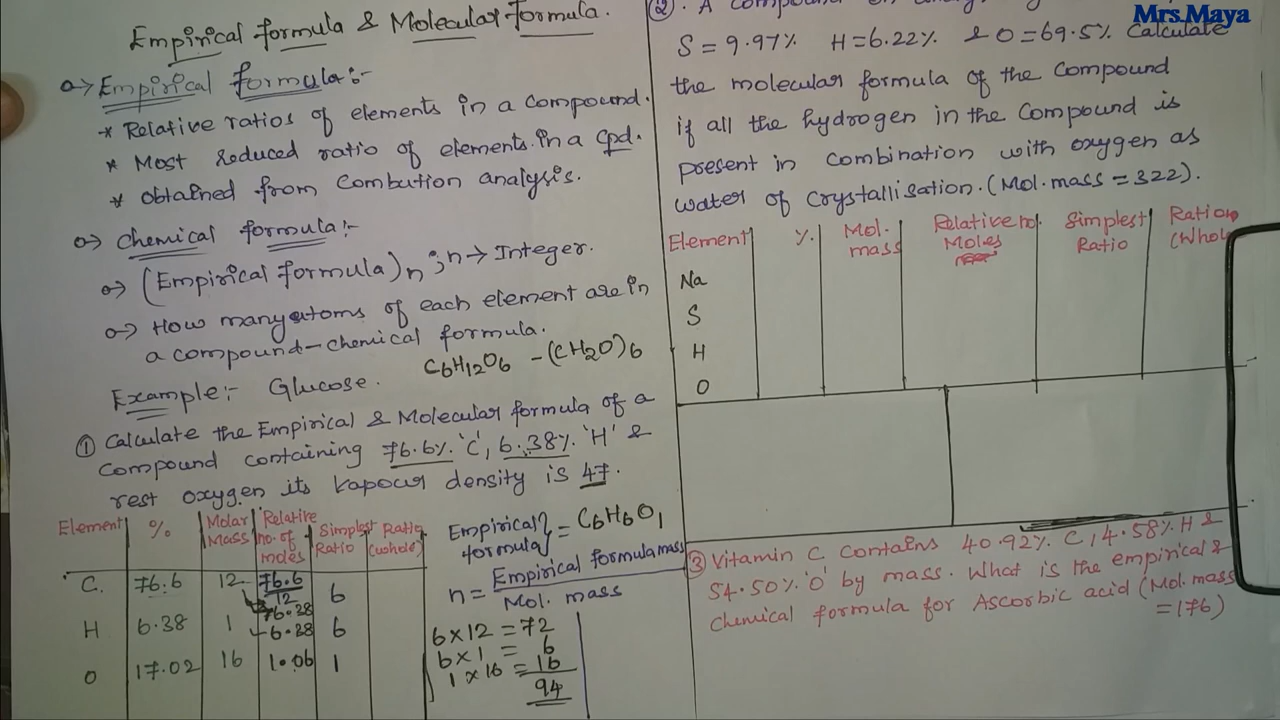 Empirical formula & Molecular formula.
Empirical formula:-
* Relative ratios of elements in a compound.
* Most reduced ratio of elements in a cpd.
* Obtained from Combution analysis.
Chemical formula:-
(Empirical formula)n ; n → Integer.
How many atoms of each element are in
a compound - chemical formula.
Example:- Glucose. C6H12O6 - (CH2O)6
① Calculate the Empirical & Molecular formula of a
Compound containing 76.6% 'C', 6.38% 'H' &
rest oxygen its vapour density is 47.
Element % Molar Mass Relative no. of moles Simplest Ratio Ratio (whole)
C. 76.6 12 76.6/12 6
H 6.38 1 6.38 6
O 17.02 16 1.06 1
Empirical formula } = C6H6O1
n = Empirical formula mass / Mol. mass
6 x 12 = 72
6 x 1 = 6
1 x 16 = 16
94
Mrs.Maya
② . A compound on
S = 9.97% H = 6.22% & O = 69.5% Calculate
the molecular formula of the compound
if all the hydrogen in the compound is
present in combination with oxygen as
water of crystallisation. (Mol. mass = 322).
Element % Mol. mass Relative no. Moles Simplest Ratio Ratio
Na
S
H
O
③ Vitamin C contains 40.92% C, 4.58% H &
54.50% 'O' by mass. What is the empirical &
chemical formula for Ascorbic acid (Mol. mass
= 176)